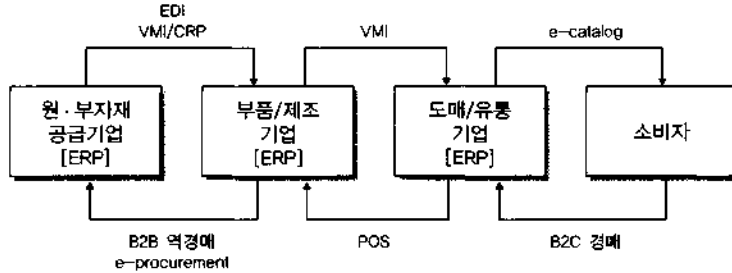 EDI
VMI/CRP
VMI
e-catalog
원·부자재
공급기업
[ERP]
부품/제조
기업
[ERP]
도매/유통
기업
[ERP]
소비자
B2B 역경매
e-procurement
POS
B2C 경매